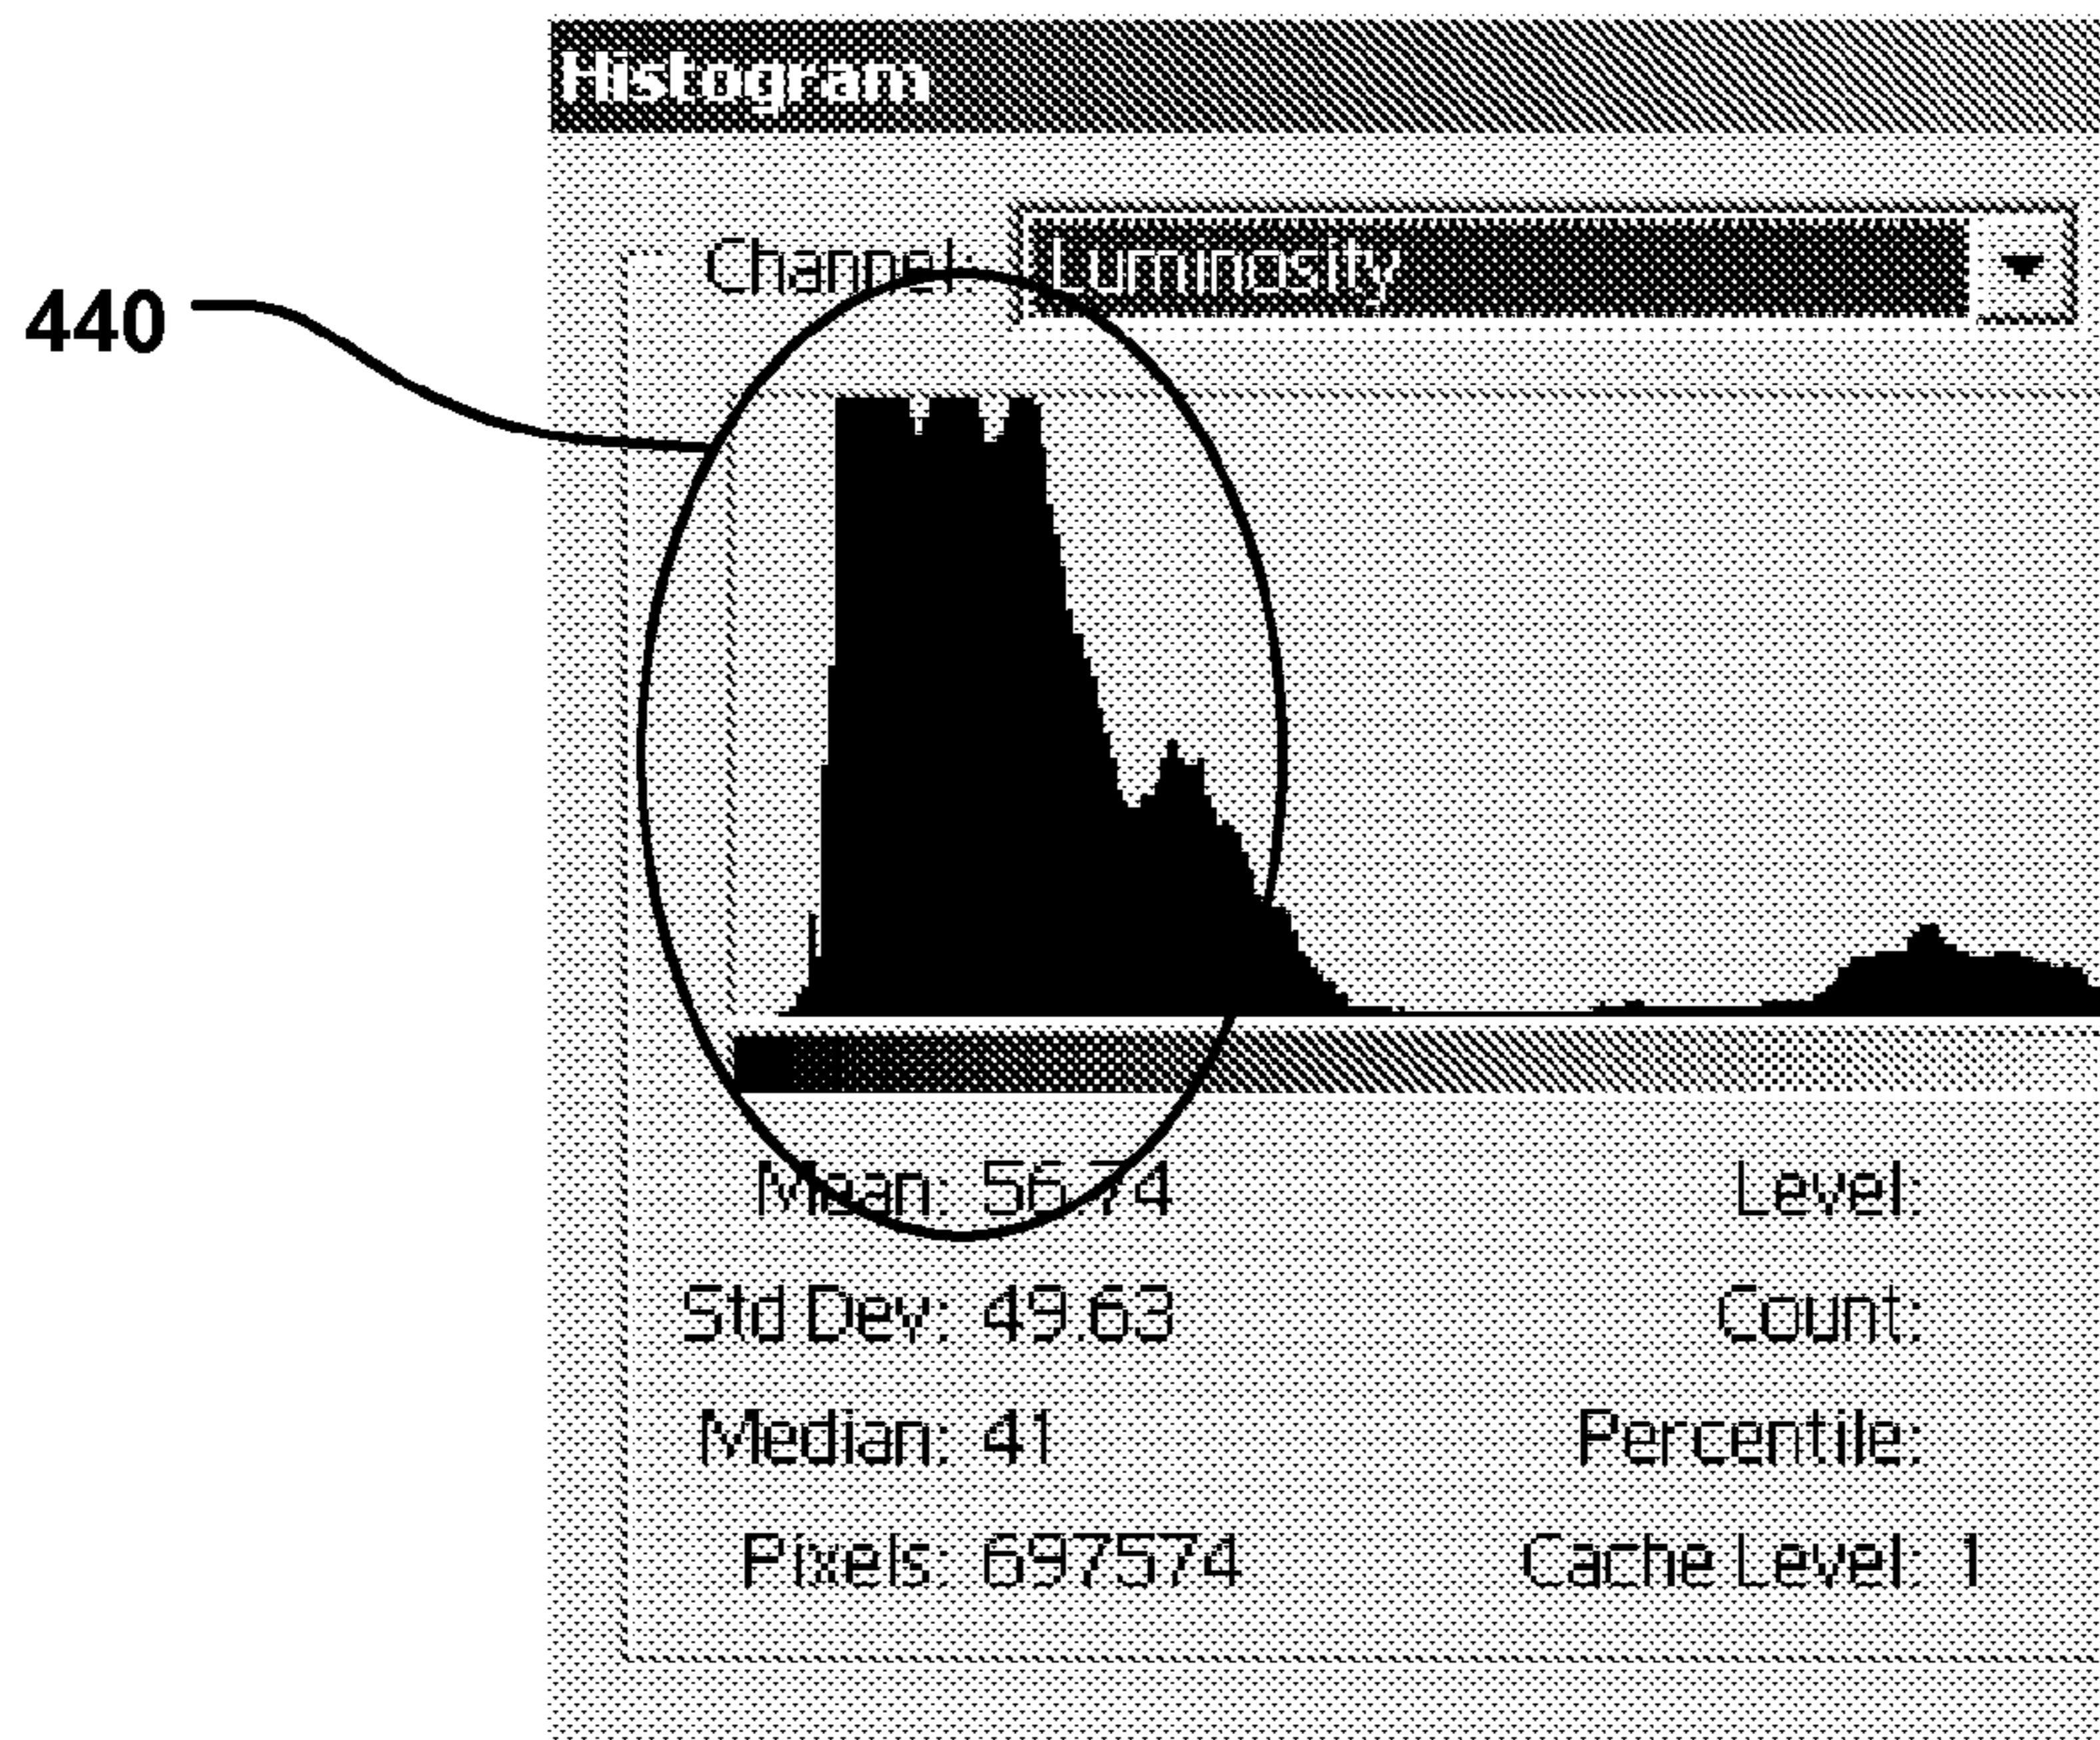 Histogram
Channel: Luminosity
440
Mean: 56.74
Level:
Std Dev: 49.63
Count:
Median: 41
Percentile:
Pixels: 697574
Cache Level: 1